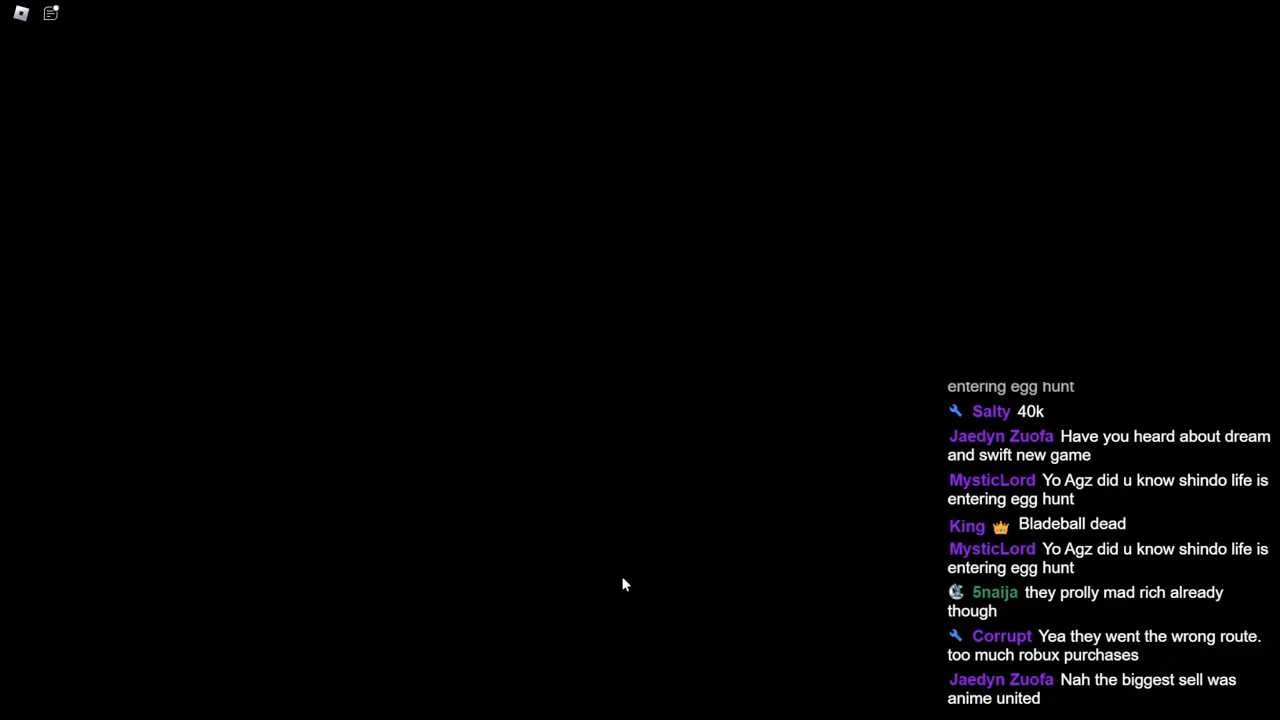 entering egg hunt
Salty 40k
Jaedyn Zuofa Have you heard about dream
and swift new game
MysticLord Yo Agz did u know shindo life is
entering egg hunt
King Bladeball dead
MysticLord Yo Agz did u know shindo life is
entering egg hunt
5naija they prolly mad rich already
though
Corrupt Yea they went the wrong route.
too much robux purchases
Jaedyn Zuofa Nah the biggest sell was
anime united